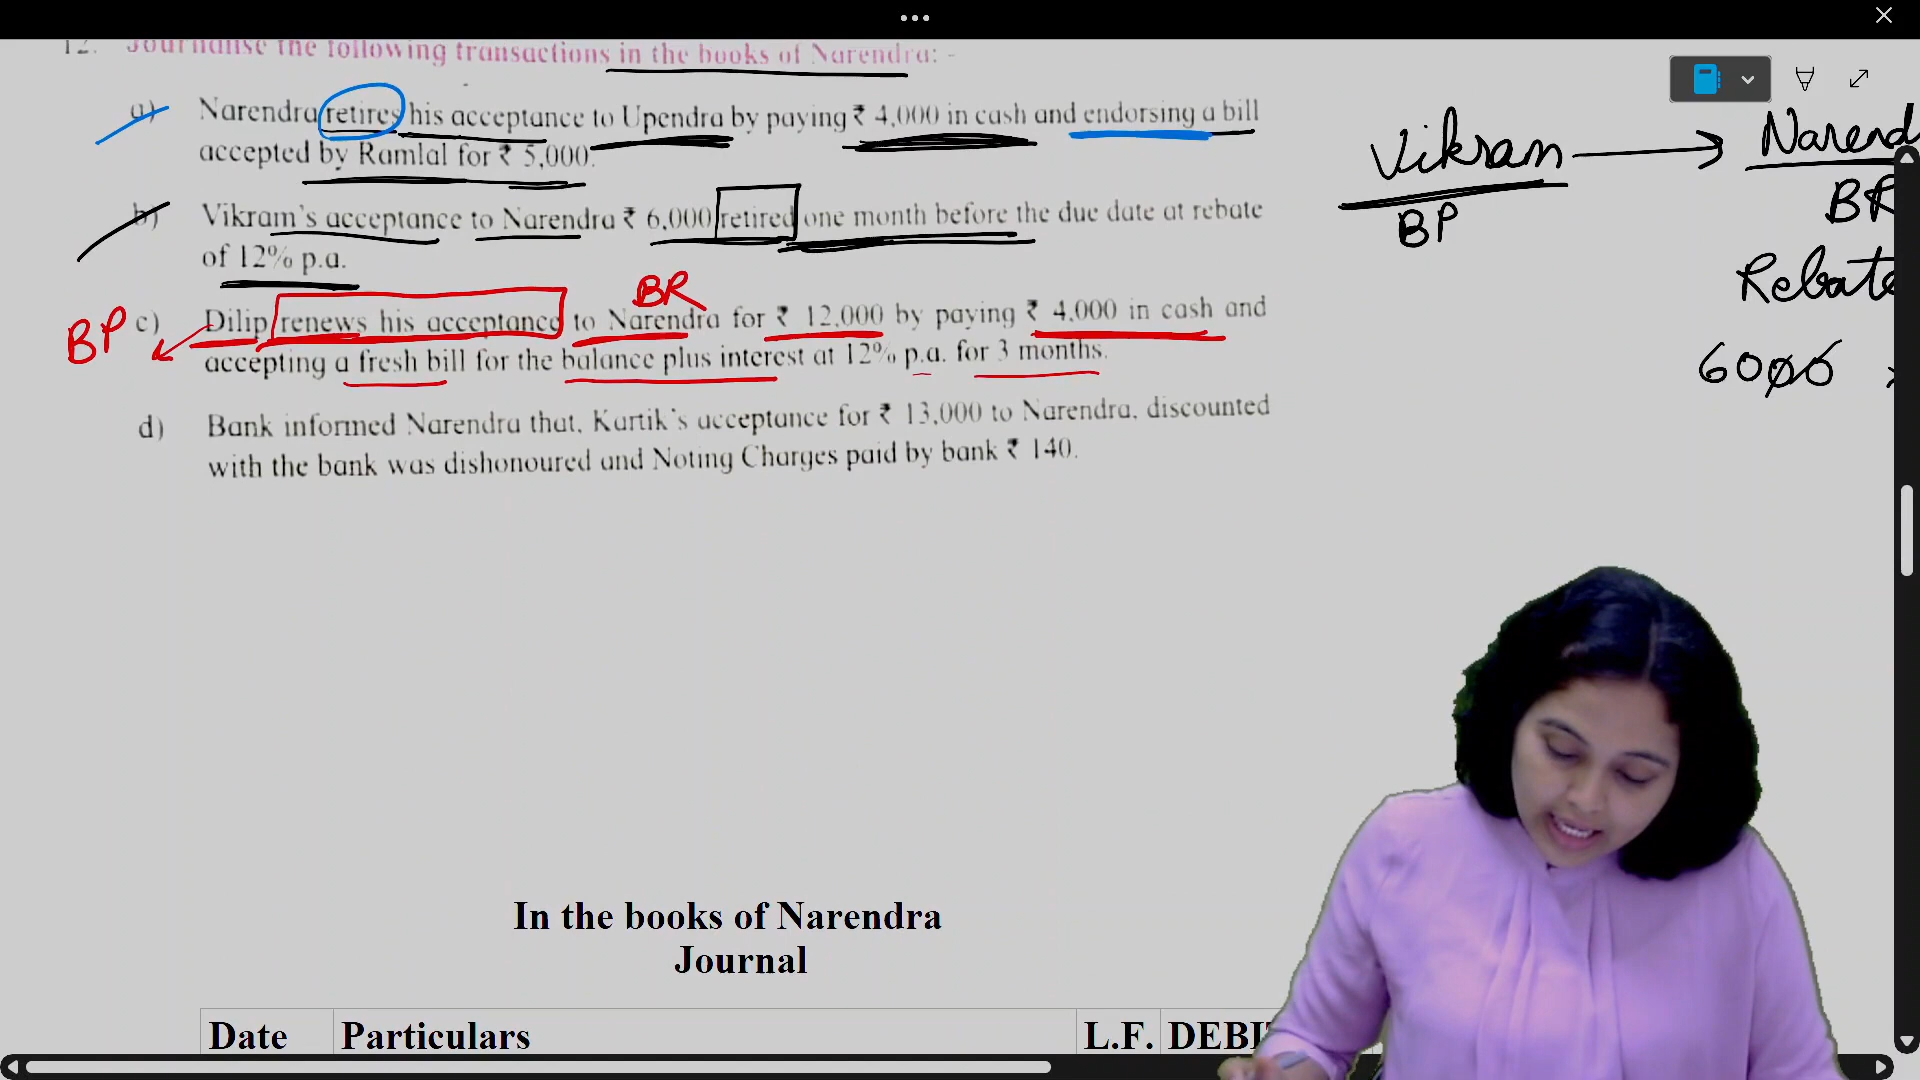 12. Journalise the following transactions in the books of Narendra: -
a) Narendra retires his acceptance to Upendra by paying ₹ 4,000 in cash and endorsing a bill
accepted by Ramlal for ₹ 5,000.
b) Vikram's acceptance to Narendra ₹ 6,000 retired one month before the due date at rebate
of 12% p.a.
BR
BP c) Dilip renews his acceptance to Narendra for ₹ 12,000 by paying ₹ 4,000 in cash and
accepting a fresh bill for the balance plus interest at 12% p.a. for 3 months.
d) Bank informed Narendra that, Kartik's acceptance for ₹ 13,000 to Narendra, discounted
with the bank was dishonoured and Noting Charges paid by bank ₹ 140.
Vikram → Narend
BP BR
Rebate
6000
In the books of Narendra
Journal
Date Particulars L.F. DEBI